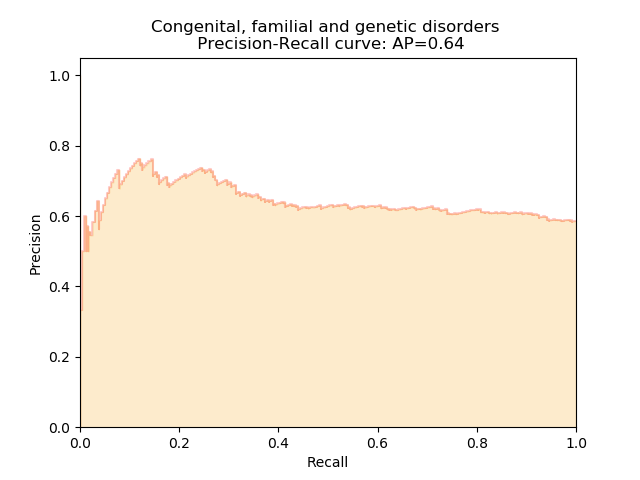 Congenital, familial and genetic disorders
Precision-Recall curve: AP=0.64
1.0
0.8
0.6
0.4
0.2
0.0
Precision
0.0 0.2 0.4 0.6 0.8 1.0
Recall